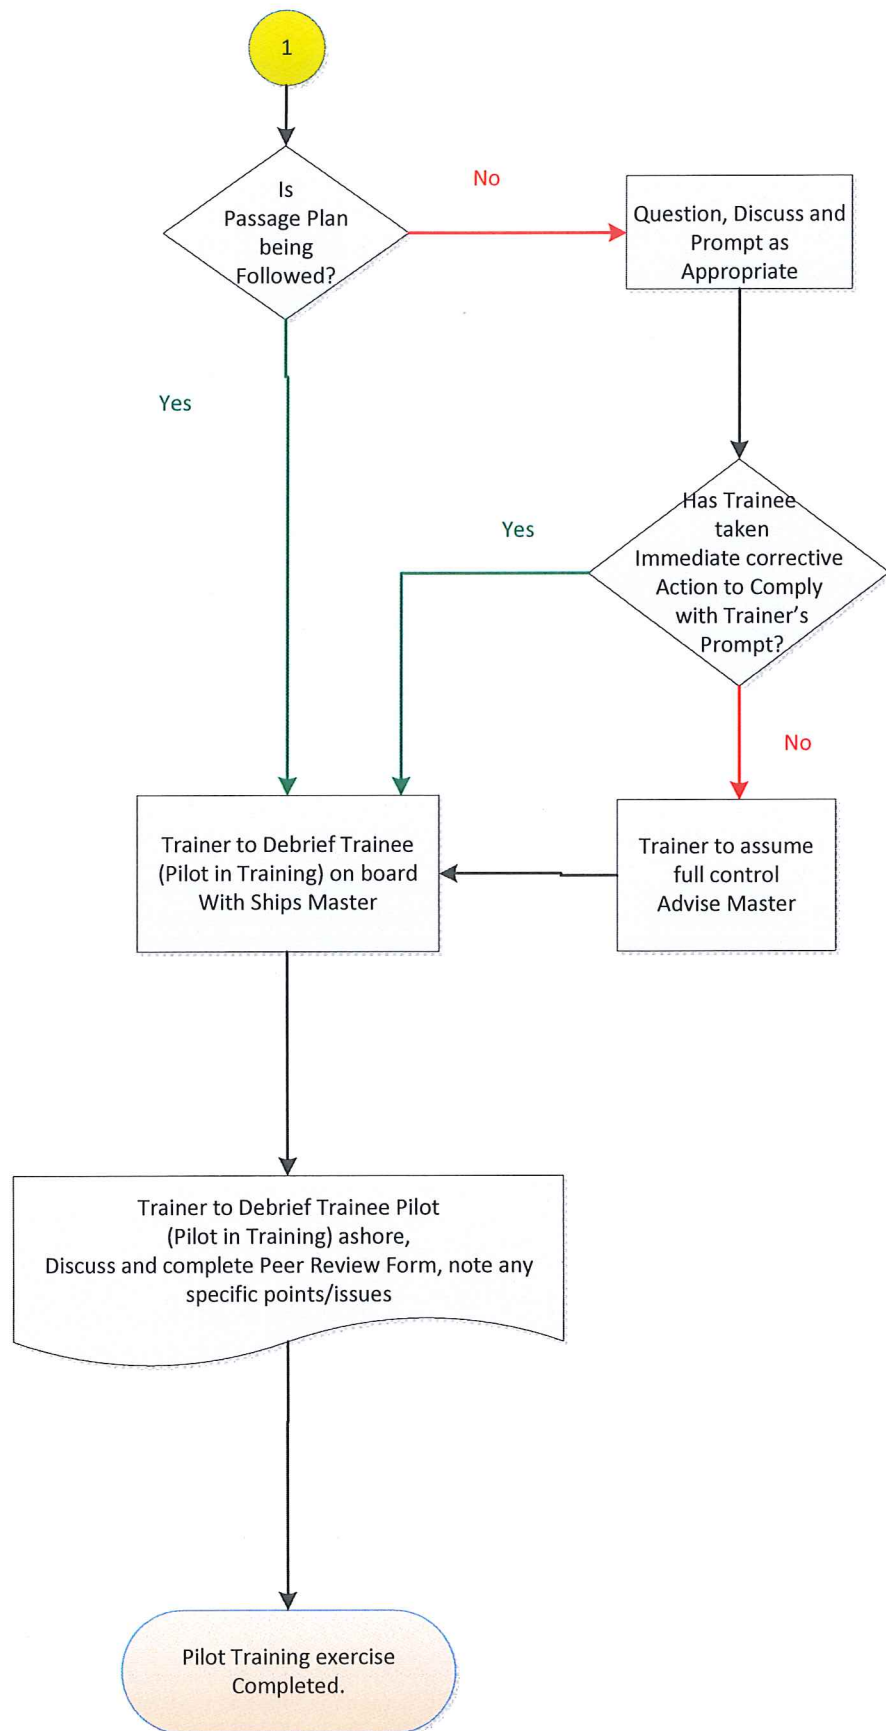 1
Is
Passage Plan
being
Followed?
No
Question, Discuss and
Prompt as
Appropriate
Yes
Has Trainee
taken
Immediate corrective
Action to Comply
with Trainer's
Prompt?
Yes
No
Trainer to Debrief Trainee
(Pilot in Training) on board
With Ships Master
Trainer to assume
full control
Advise Master
Trainer to Debrief Trainee Pilot
(Pilot in Training) ashore,
Discuss and complete Peer Review Form, note any
specific points/issues
Pilot Training exercise
Completed.